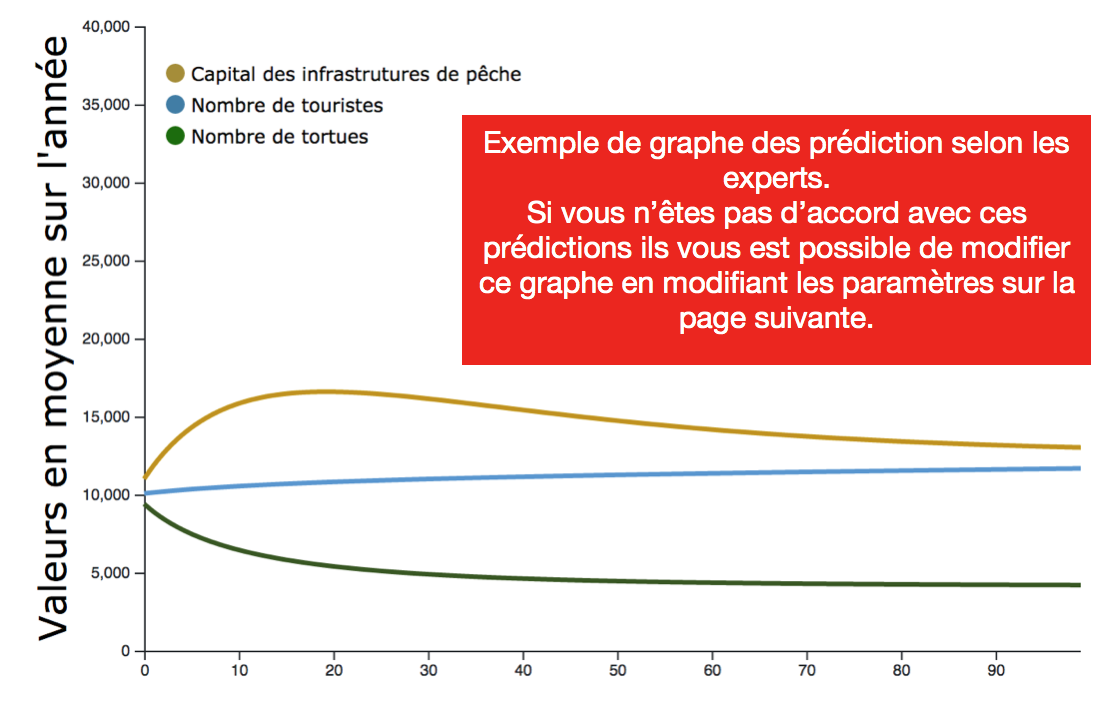 Valeurs en moyenne sur l'année
40,000
35,000
30,000
25,000
20,000
15,000
10,000
5,000
0
Capital des infrastrutures de pêche
Nombre de touristes
Nombre de tortues
Exemple de graphe des prédiction selon les
experts.
Si vous n’êtes pas d’accord avec ces
prédictions ils vous est possible de modifier
ce graphe en modifiant les paramètres sur la
page suivante.
0 10 20 30 40 50 60 70 80 90